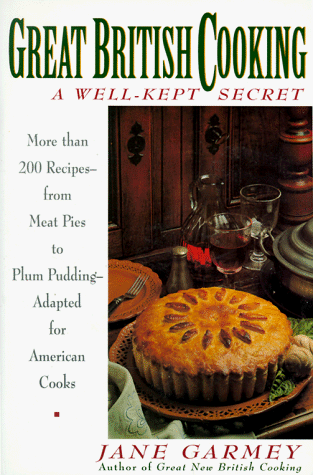 GREAT BRITISH COOKING
A WELL-KEPT SECRET
More than
200 Recipes–
from
Meat Pies
to
Plum Pudding–
Adapted
for
American
Cooks
JANE GARMEY
Author of Great New British Cooking